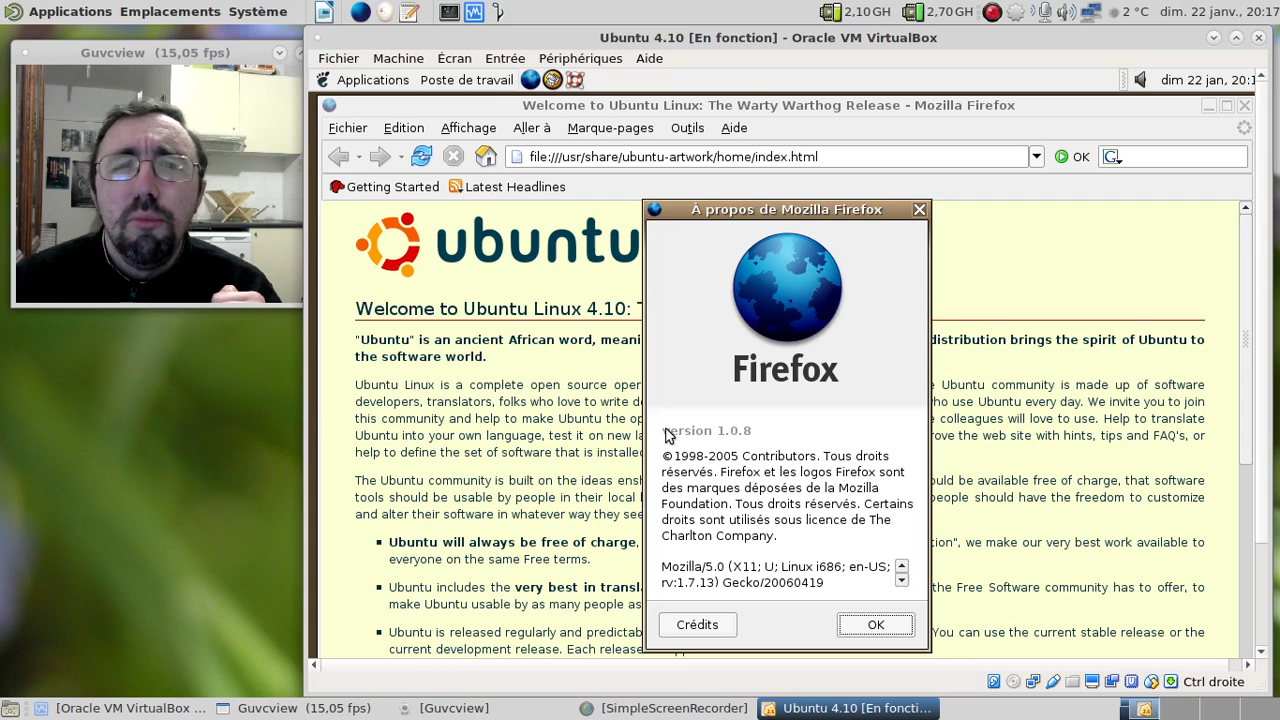 Applications Emplacements Système
2,10 GH 2,70 GH 2 °C dim. 22 janv., 20:17
Guvcview (15,05 fps)
Ubuntu 4.10 [En fonction] - Oracle VM VirtualBox
Fichier Machine Écran Entrée Périphériques Aide
Applications Poste de travail dim 22 jan, 20:1
Welcome to Ubuntu Linux: The Warty Warthog Release - Mozilla Firefox
Fichier Edition Affichage Aller à Marque-pages Outils Aide
file:///usr/share/ubuntu-artwork/home/index.html OK G
Getting Started Latest Headlines
ubuntu
Welcome to Ubuntu Linux 4.10:
"Ubuntu" is an ancient African word, meani distribution brings the spirit of Ubuntu to
the software world.
Ubuntu Linux is a complete open source oper Ubuntu community is made up of software
developers, translators, folks who love to write d who use Ubuntu every day. We invite you to join
this community and help to make Ubuntu the op colleagues will love to use. Help to translate
Ubuntu into your own language, test it on new la rove the web site with hints, tips and FAQ's, or
help to define the set of software that is installed
The Ubuntu community is built on the ideas ens ould be available free of charge, that software
tools should be usable by people in their local people should have the freedom to customize
and alter their software in whatever way they see
Ubuntu will always be free of charge, tion", we make our very best work available to
everyone on the same Free terms.
Ubuntu includes the very best in transl the Free Software community has to offer, to
make Ubuntu usable by as many people as
Ubuntu is released regularly and predictab You can use the current stable release or the
current development release. Each release
À propos de Mozilla Firefox
Firefox
version 1.0.8
©1998-2005 Contributors. Tous droits
réservés. Firefox et les logos Firefox sont
des marques déposées de la Mozilla
Foundation. Tous droits réservés. Certains
droits sont utilisés sous licence de The
Charlton Company.
Mozilla/5.0 (X11; U; Linux i686; en-US;
rv:1.7.13) Gecko/20060419
Crédits OK
Ctrl droite
[Oracle VM VirtualBox ... Guvcview (15,05 fps) [Guvcview] [SimpleScreenRecorder] Ubuntu 4.10 [En foncti...